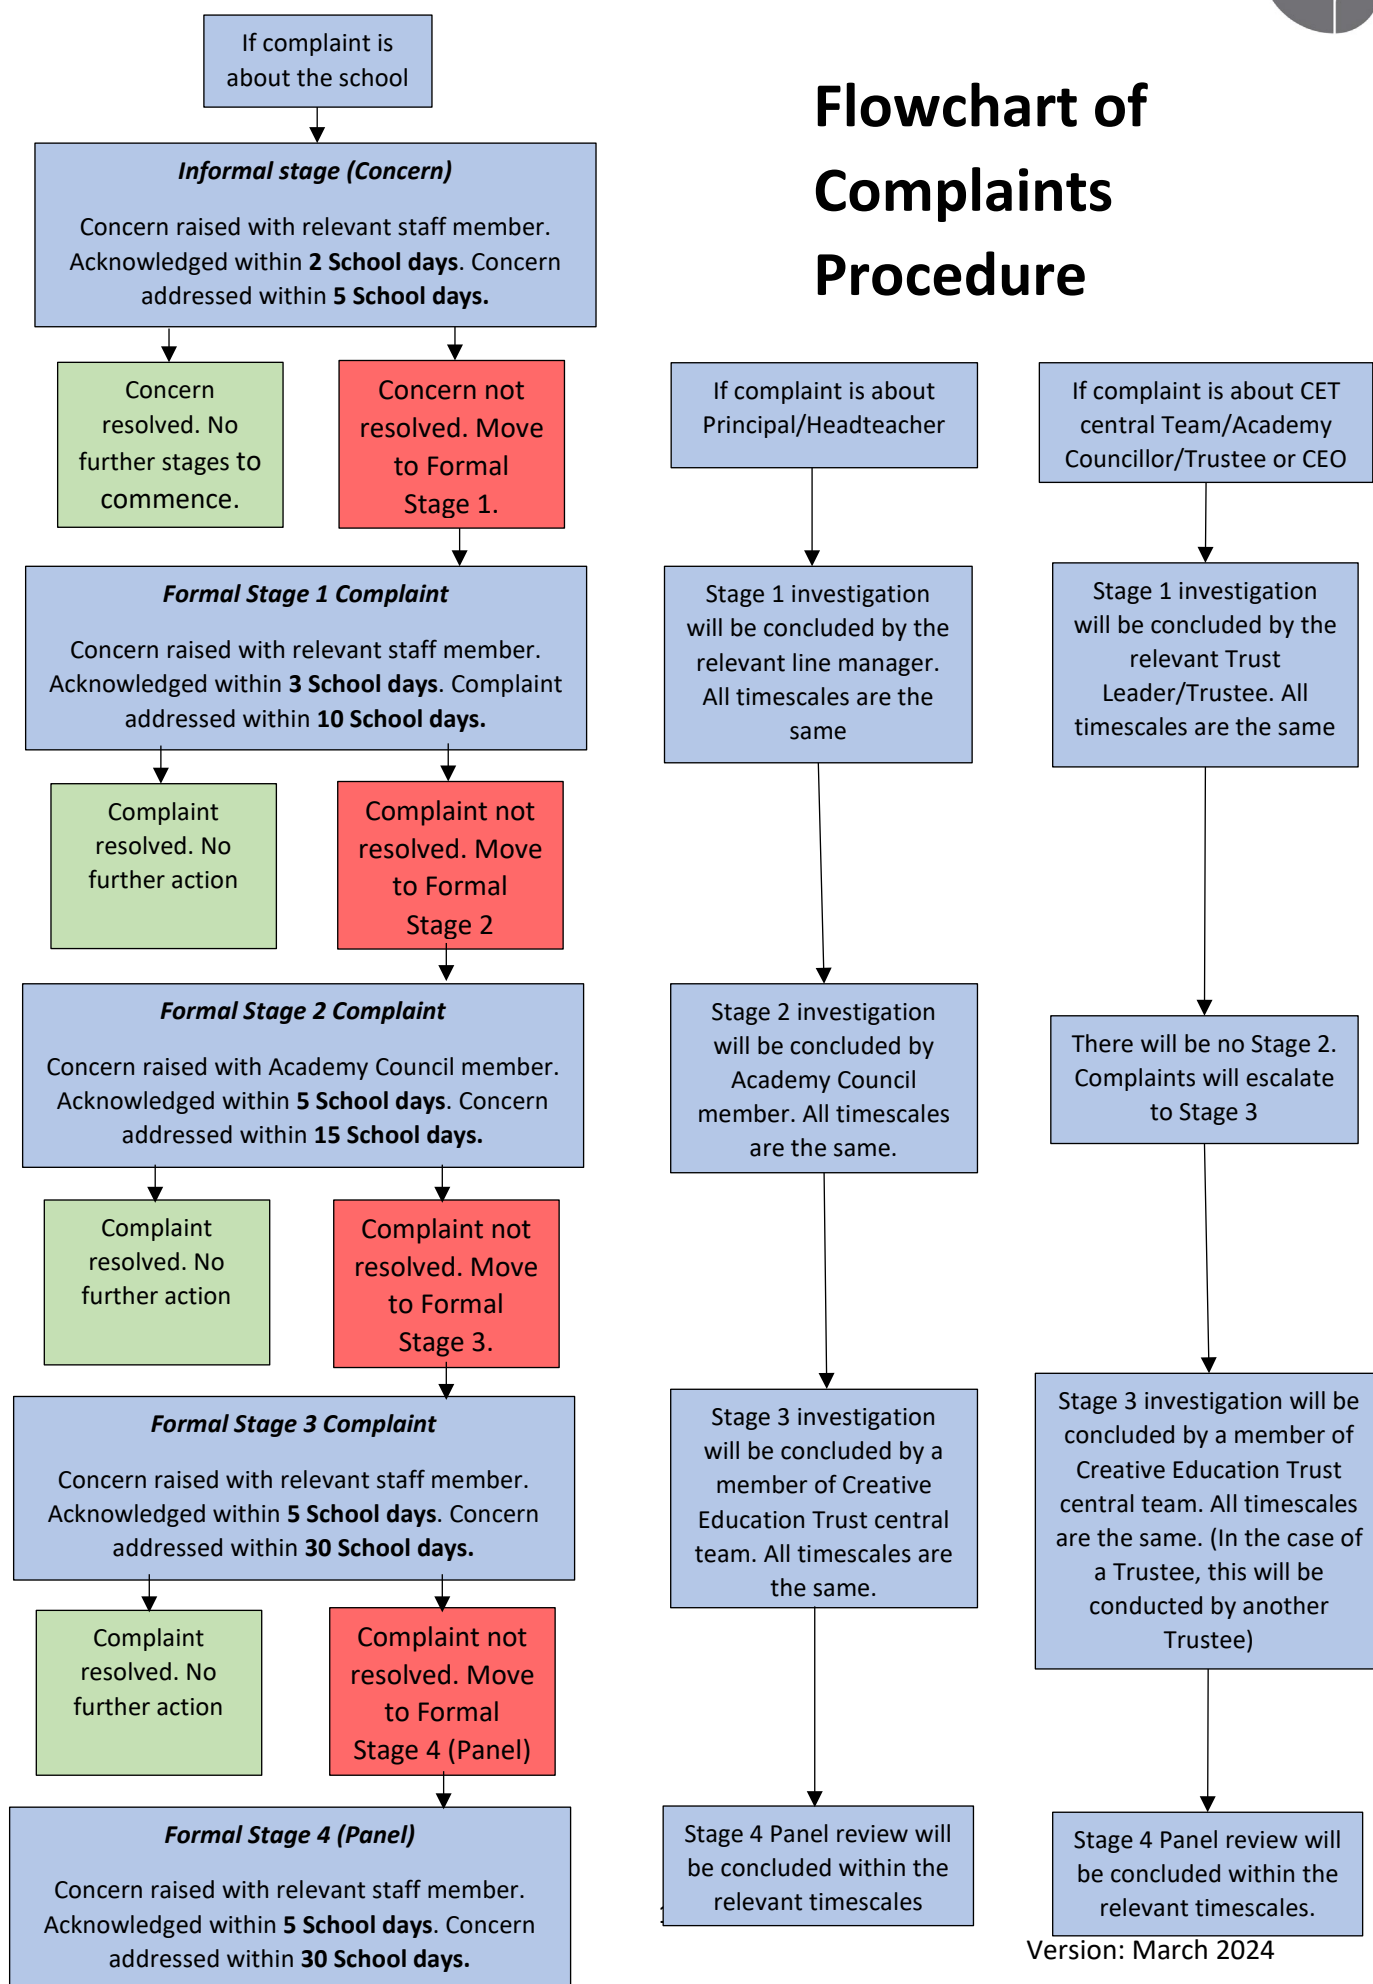 If complaint is
about the school
Flowchart of
Complaints
Procedure
Informal stage (Concern)
Concern raised with relevant staff member.
Acknowledged within 2 School days. Concern
addressed within 5 School days.
Concern
resolved. No
further stages to
commence.
Concern not
resolved. Move
to Formal
Stage 1.
Formal Stage 1 Complaint
Concern raised with relevant staff member.
Acknowledged within 3 School days. Complaint
addressed within 10 School days.
Complaint
resolved. No
further action
Complaint not
resolved. Move
to Formal
Stage 2
Formal Stage 2 Complaint
Concern raised with Academy Council member.
Acknowledged within 5 School days. Concern
addressed within 15 School days.
Complaint
resolved. No
further action
Complaint not
resolved. Move
to Formal
Stage 3.
Formal Stage 3 Complaint
Concern raised with relevant staff member.
Acknowledged within 5 School days. Concern
addressed within 30 School days.
Complaint
resolved. No
further action
Complaint not
resolved. Move
to Formal
Stage 4 (Panel)
Formal Stage 4 (Panel)
Concern raised with relevant staff member.
Acknowledged within 5 School days. Concern
addressed within 30 School days.
If complaint is about
Principal/Headteacher
Stage 1 investigation
will be concluded by the
relevant line manager.
All timescales are the
same
Stage 2 investigation
will be concluded by
Academy Council
member. All timescales
are the same.
Stage 3 investigation
will be concluded by a
member of Creative
Education Trust central
team. All timescales are
the same.
Stage 4 Panel review will
be concluded within the
relevant timescales
If complaint is about CET
central Team/Academy
Councillor/Trustee or CEO
Stage 1 investigation
will be concluded by the
relevant Trust
Leader/Trustee. All
timescales are the same
There will be no Stage 2.
Complaints will escalate
to Stage 3
Stage 3 investigation will be
concluded by a member of
Creative Education Trust
central team. All timescales
are the same. (In the case of
a Trustee, this will be
conducted by another
Trustee)
Stage 4 Panel review will
be concluded within the
relevant timescales.
Version: March 2024